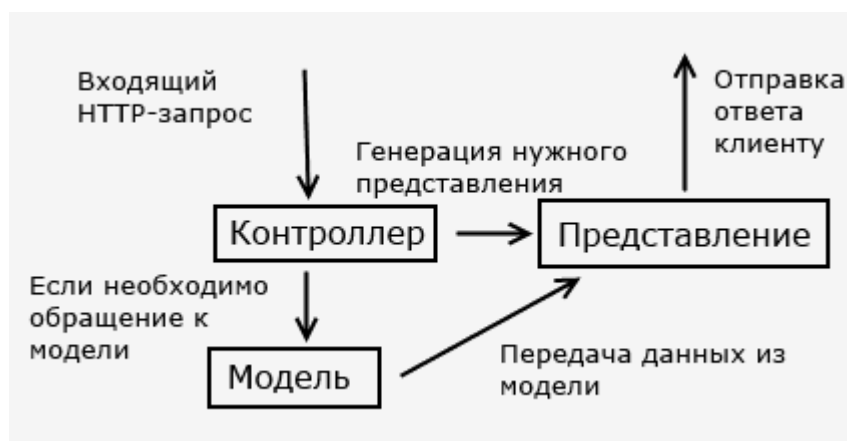 Входящий
HTTP-запрос
Отправка
ответа
клиенту
Генерация нужного
представления
Контроллер
Представление
Если необходимо
обращение к
модели
Модель
Передача данных из
модели